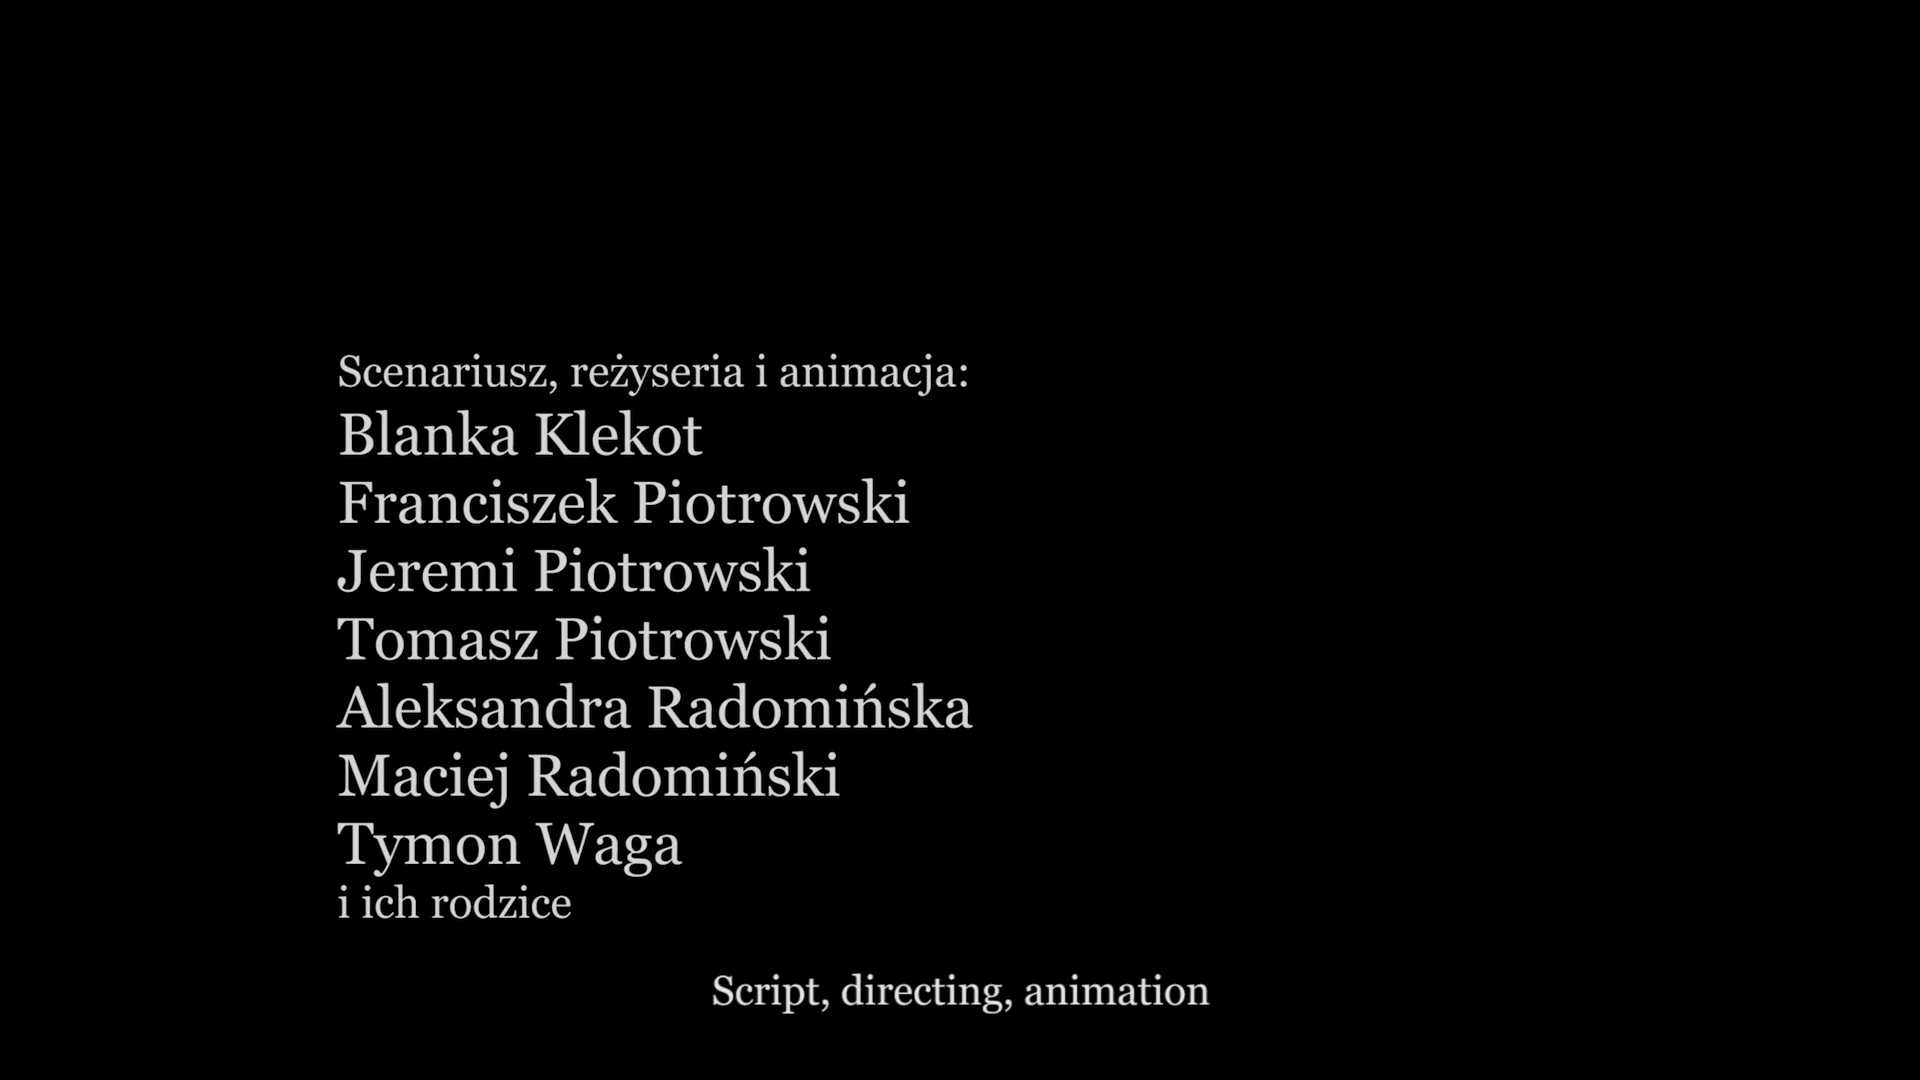 Scenariusz, reżyseria i animacja:
Blanka Klekot
Franciszek Piotrowski
Jeremi Piotrowski
Tomasz Piotrowski
Aleksandra Radomińska
Maciej Radomiński
Tymon Waga
i ich rodzice
Script, directing, animation